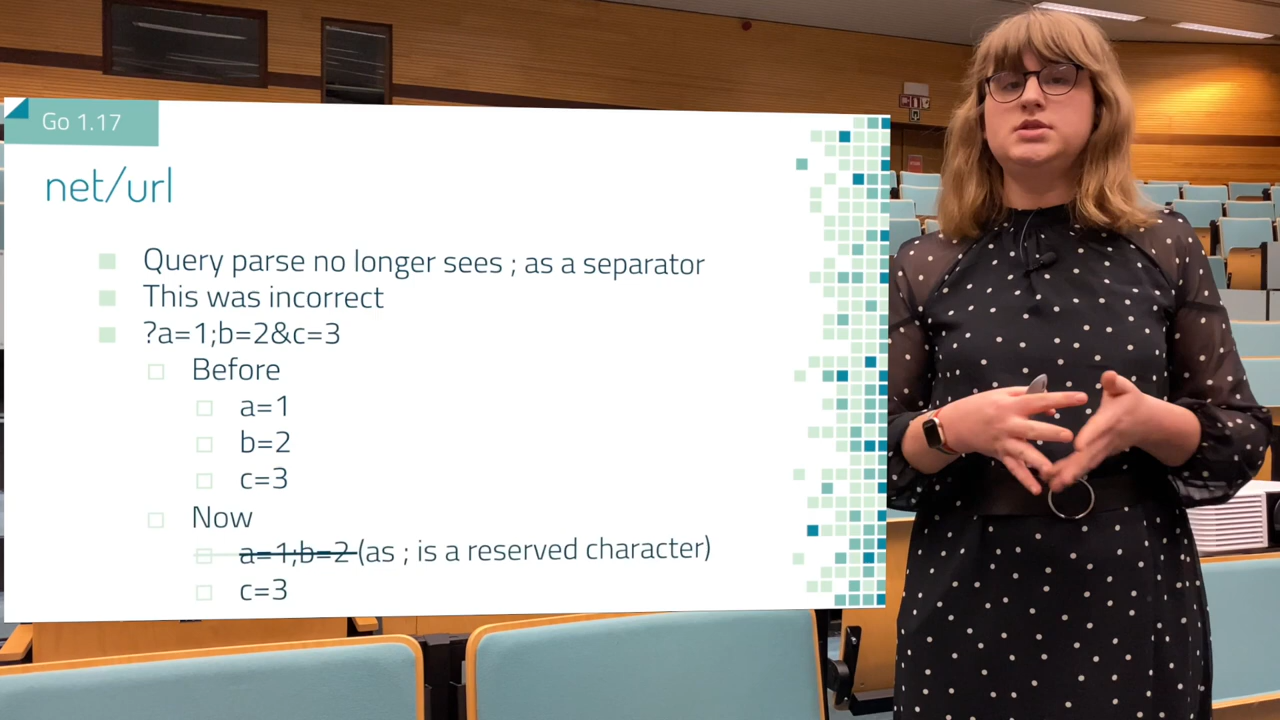 Go 1.17
net/url
Query parse no longer sees ; as a separator
This was incorrect
?a=1;b=2&c=3
Before
a=1
b=2
c=3
Now
a=1;b=2 (as ; is a reserved character)
c=3